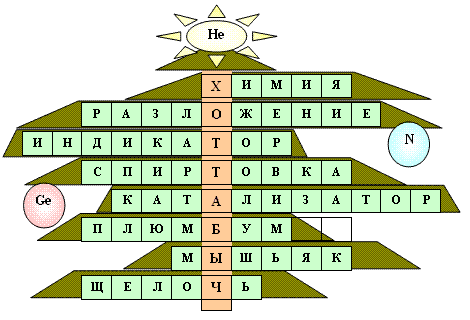 He
ХИМИЯ
РАЗЛОЖЕНИЕ
ИНДИКАТОР
N
СПИРТОВКА
Ge
КАТАЛИЗАТОР
ПЛЮМБУМ
МЫШЬЯК
ЩЕЛОЧЬ